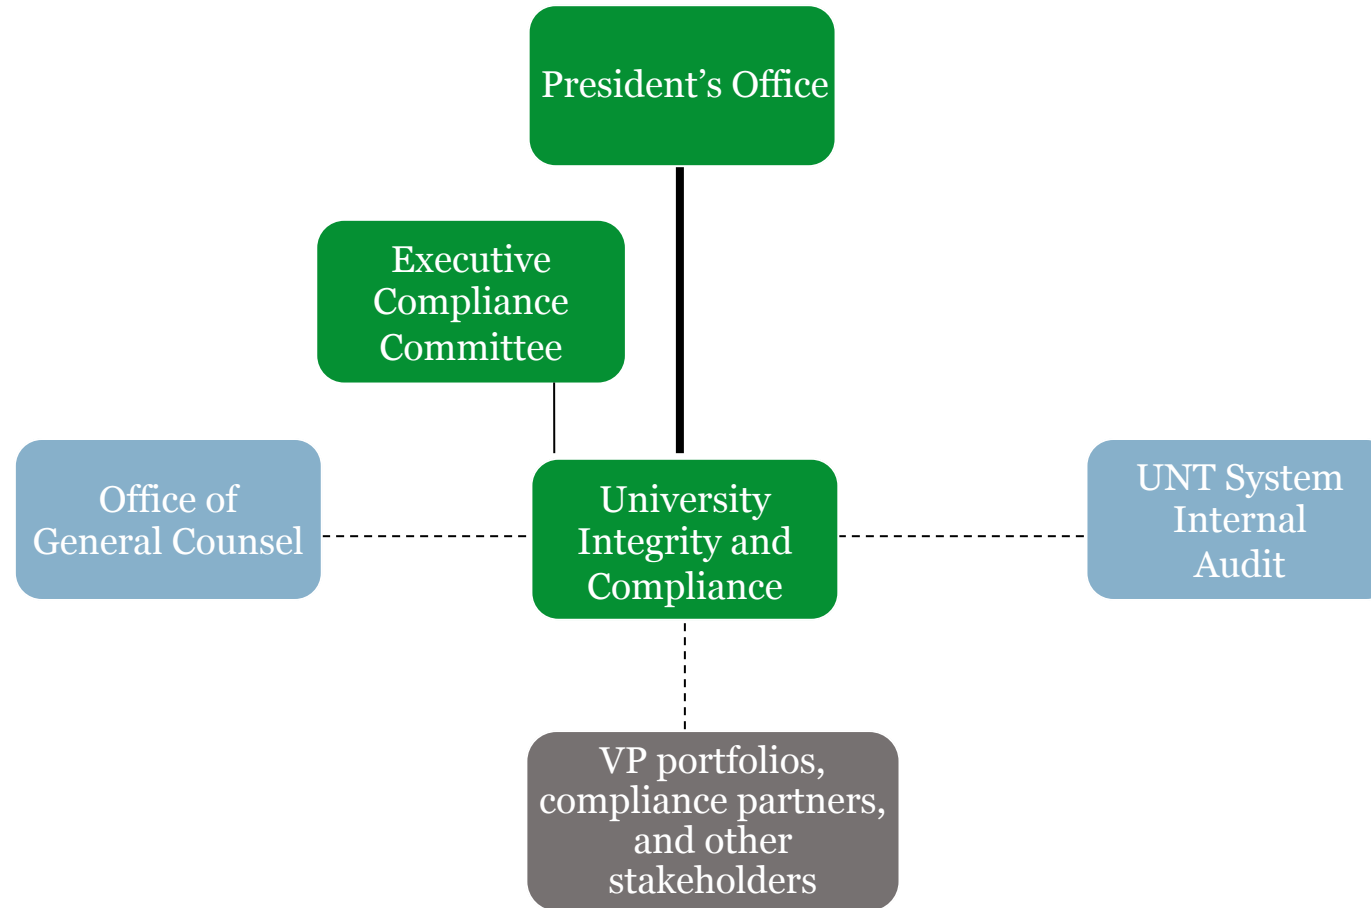 President’s Office
Executive
Compliance
Committee
Office of
General Counsel
University
Integrity and
Compliance
UNT System
Internal
Audit
VP portfolios,
compliance partners,
and other
stakeholders